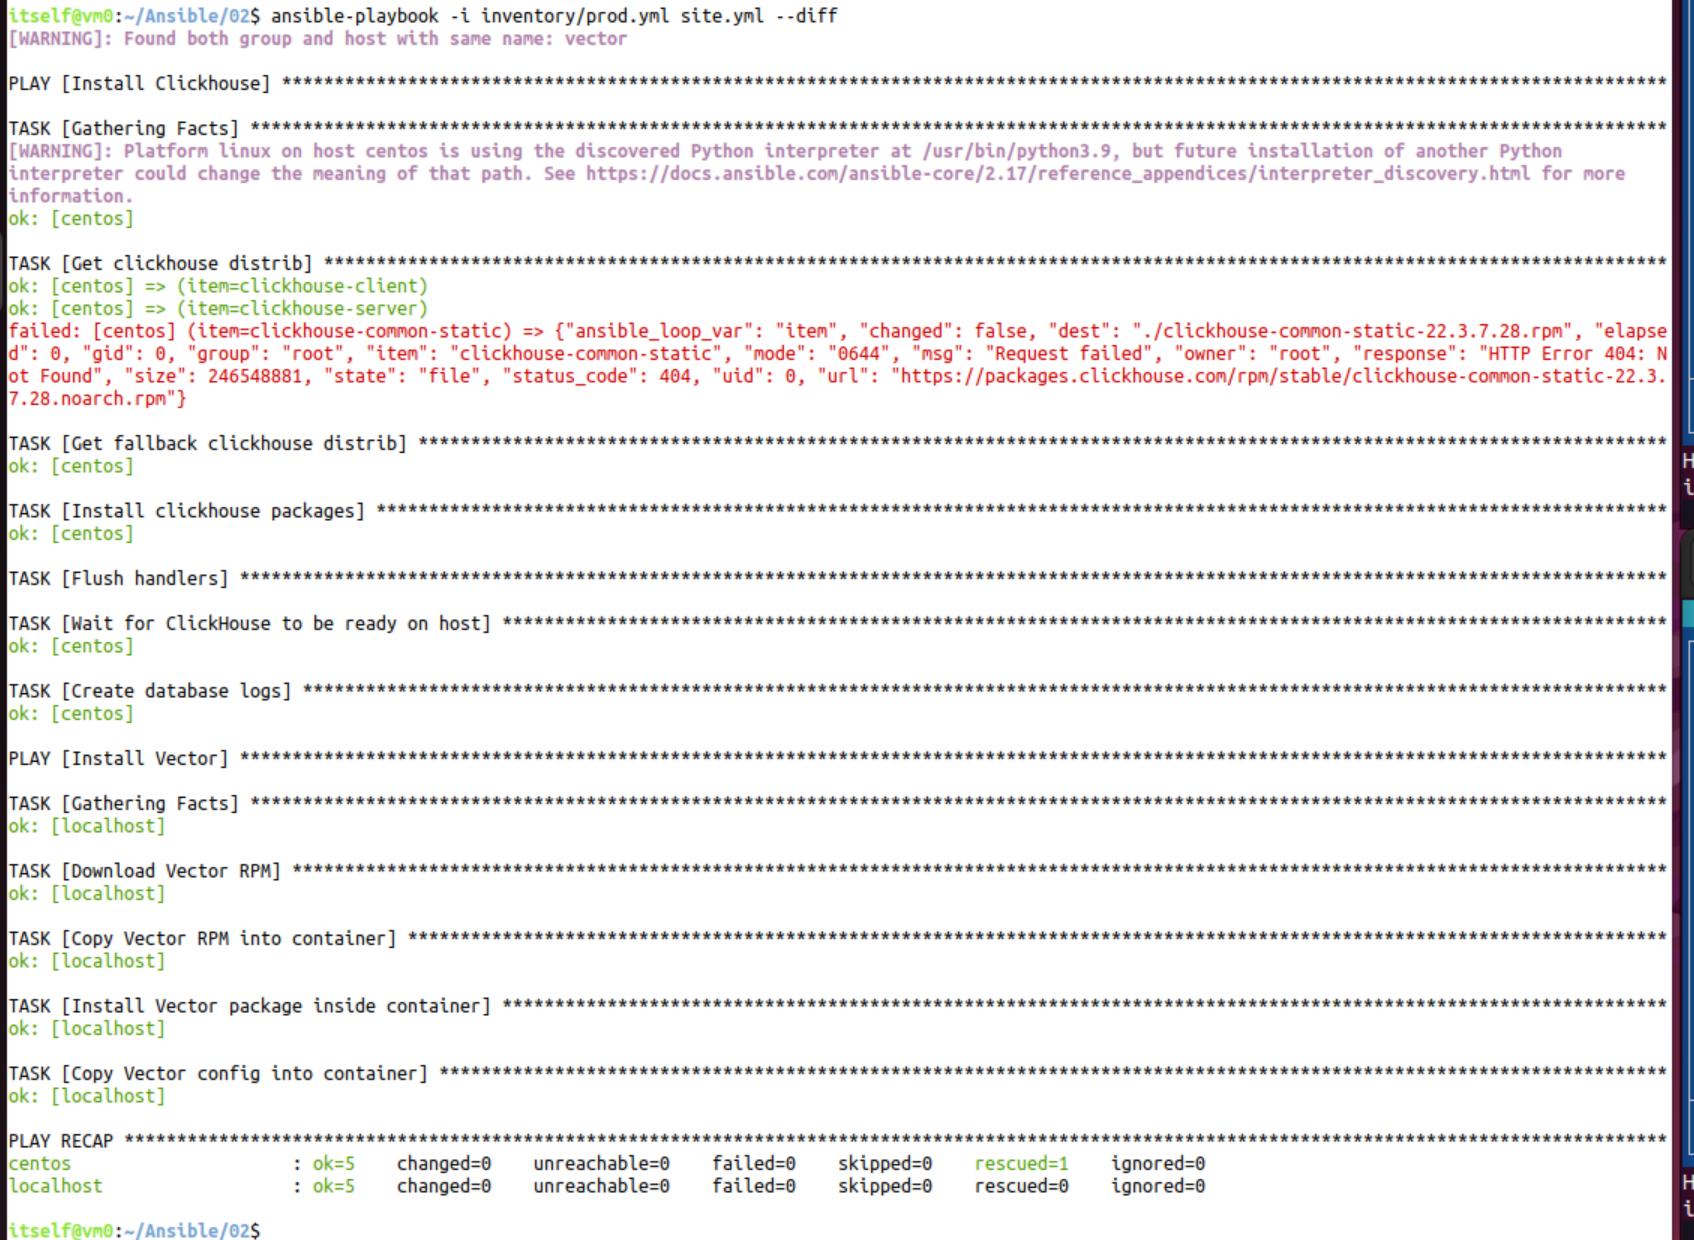 itself@vm0:~/Ansible/02$ ansible-playbook -i inventory/prod.yml site.yml --diff
[WARNING]: Found both group and host with same name: vector
PLAY [Install Clickhouse] ************************************************************************************************************************************
TASK [Gathering Facts] ***************************************************************************************************************************************
[WARNING]: Platform linux on host centos is using the discovered Python interpreter at /usr/bin/python3.9, but future installation of another Python
interpreter could change the meaning of that path. See https://docs.ansible.com/ansible-core/2.17/reference_appendices/interpreter_discovery.html for more
information.
ok: [centos]
TASK [Get clickhouse distrib] ********************************************************************************************************************************
ok: [centos] => (item=clickhouse-client)
ok: [centos] => (item=clickhouse-server)
failed: [centos] (item=clickhouse-common-static) => {"ansible_loop_var": "item", "changed": false, "dest": "./clickhouse-common-static-22.3.7.28.rpm", "elapse
d": 0, "gid": 0, "group": "root", "item": "clickhouse-common-static", "mode": "0644", "msg": "Request failed", "owner": "root", "response": "HTTP Error 404: N
ot Found", "size": 246548881, "state": "file", "status_code": 404, "uid": 0, "url": "https://packages.clickhouse.com/rpm/stable/clickhouse-common-static-22.3.
7.28.noarch.rpm"}
TASK [Get fallback clickhouse distrib] ***********************************************************************************************************************
ok: [centos]
TASK [Install clickhouse packages] ***************************************************************************************************************************
ok: [centos]
TASK [Flush handlers] ****************************************************************************************************************************************
TASK [Wait for ClickHouse to be ready on host] ***************************************************************************************************************
ok: [centos]
TASK [Create database logs] **********************************************************************************************************************************
ok: [centos]
PLAY [Install Vector] ****************************************************************************************************************************************
TASK [Gathering Facts] ***************************************************************************************************************************************
ok: [localhost]
TASK [Download Vector RPM] ***********************************************************************************************************************************
ok: [localhost]
TASK [Copy Vector RPM into container] ************************************************************************************************************************
ok: [localhost]
TASK [Install Vector package inside container] ***************************************************************************************************************
ok: [localhost]
TASK [Copy Vector config into container] *********************************************************************************************************************
ok: [localhost]
PLAY RECAP ***************************************************************************************************************************************************
centos                     : ok=5    changed=0    unreachable=0    failed=0    skipped=0    rescued=1    ignored=0
localhost                  : ok=5    changed=0    unreachable=0    failed=0    skipped=0    rescued=0    ignored=0
itself@vm0:~/Ansible/02$